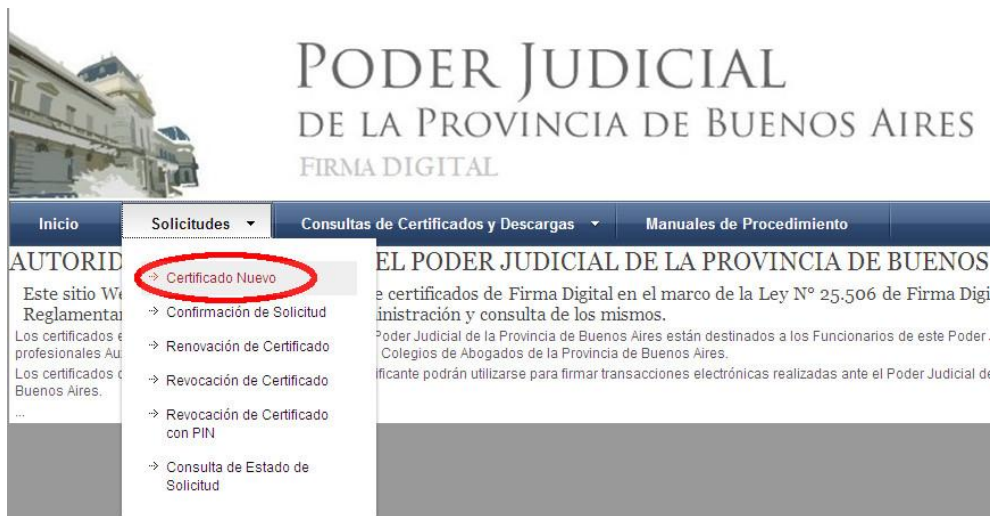 PODER JUDICIAL
DE LA PROVINCIA DE BUENOS AIRES
FIRMA DIGITAL
Inicio Solicitudes Consultas de Certificados y Descargas Manuales de Procedimiento
AUTORID EL PODER JUDICIAL DE LA PROVINCIA DE BUENOS
Este sitio We e certificados de Firma Digital en el marco de la Ley N° 25.506 de Firma Digi
Reglamentar inistración y consulta de los mismos.
Los certificados e Poder Judicial de la Provincia de Buenos Aires están destinados a los Funcionarios de este Poder
profesionales Au Colegios de Abogados de la Provincia de Buenos Aires.
Los certificados ificante podrán utilizarse para firmar transacciones electrónicas realizadas ante el Poder Judicial de
Buenos Aires.
...
Certificado Nuevo
Confirmación de Solicitud
Renovación de Certificado
Revocación de Certificado
Revocación de Certificado
con PIN
Consulta de Estado de
Solicitud